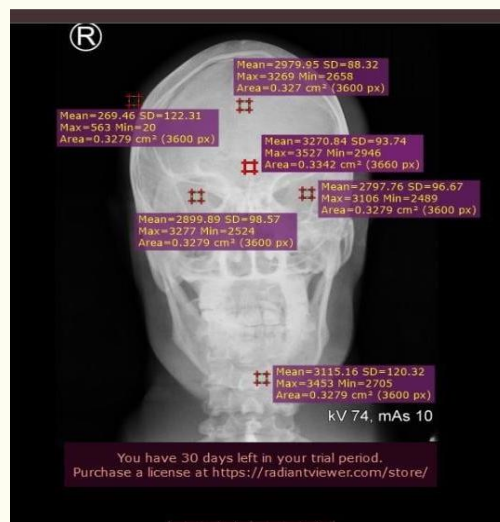 R
Mean=2979.95 SD=88.32
Max=3269 Min=2658
Area=0.327 cm² (3600 px)
Mean=269.46 SD=122.31
Max=563 Min=20
Area=0.3279 cm² (3600 px)
Mean=3270.84 SD=93.74
Max=3527 Min=2946
Area=0.3342 cm² (3660 px)
Mean=2797.76 SD=96.67
Max=3106 Min=2489
Area=0.3279 cm² (3600 px)
Mean=2899.89 SD=98.57
Max=3277 Min=2524
Area=0.3279 cm² (3600 px)
Mean=3115.16 SD=120.32
Max=3453 Min=2705
Area=0.3279 cm² (3600 px)
kV 74, mAs 10
You have 30 days left in your trial period.
Purchase a license at https://radiantviewer.com/store/